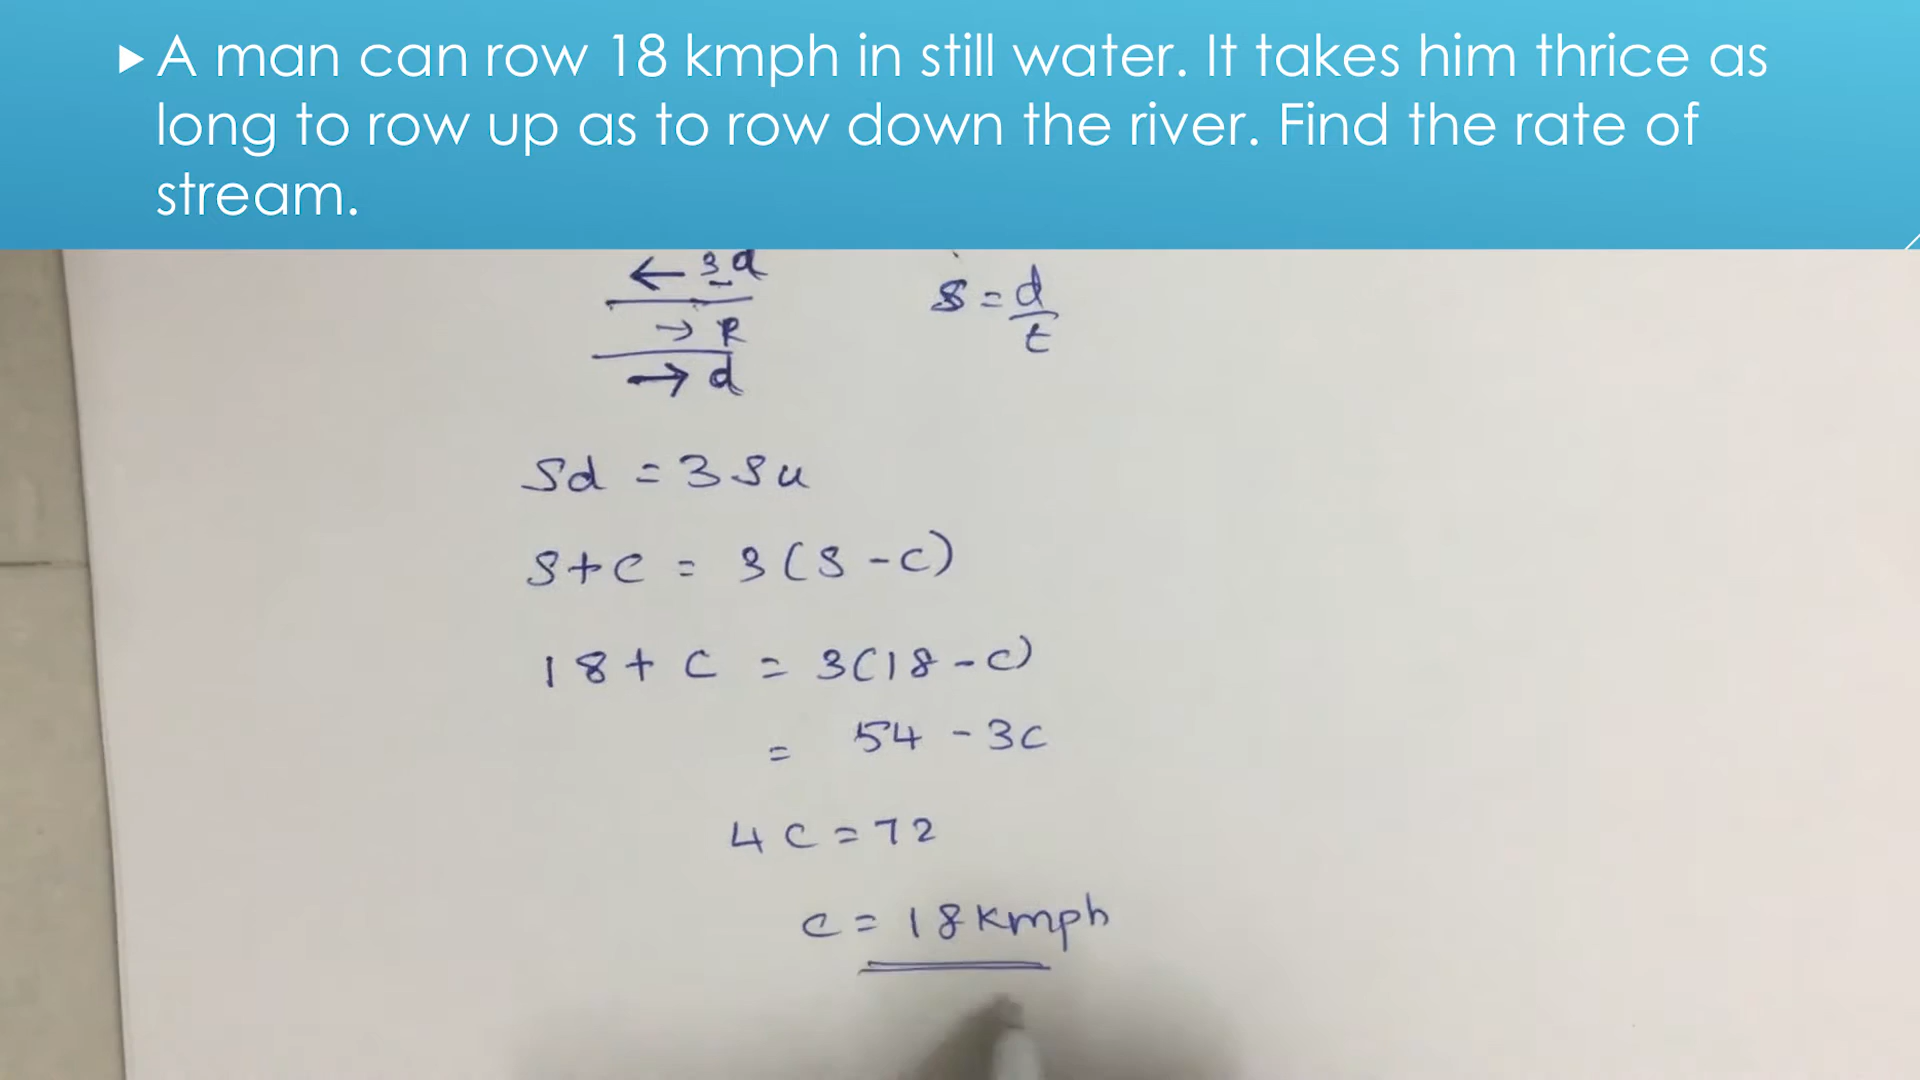 A man can row 18 kmph in still water. It takes him thrice as
long to row up as to row down the river. Find the rate of
stream.
← 3d
→ R
→ d
S = d/t
Sd = 3Su
S+C = 3(S-C)
18+C = 3(18-C)
= 54 - 3C
4C = 72
C = 18 kmph